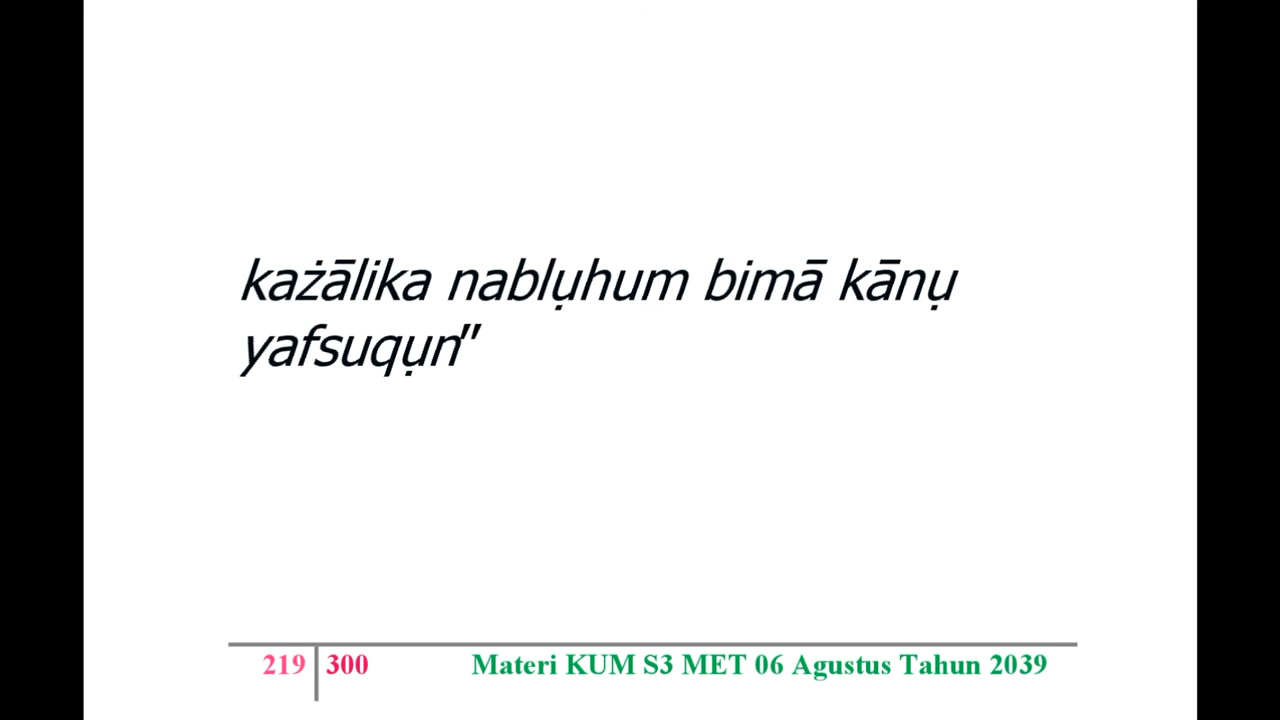 każālika nablụhum bimā kānụ
yafsuqụn”
219 300 Materi KUM S3 MET 06 Agustus Tahun 2039